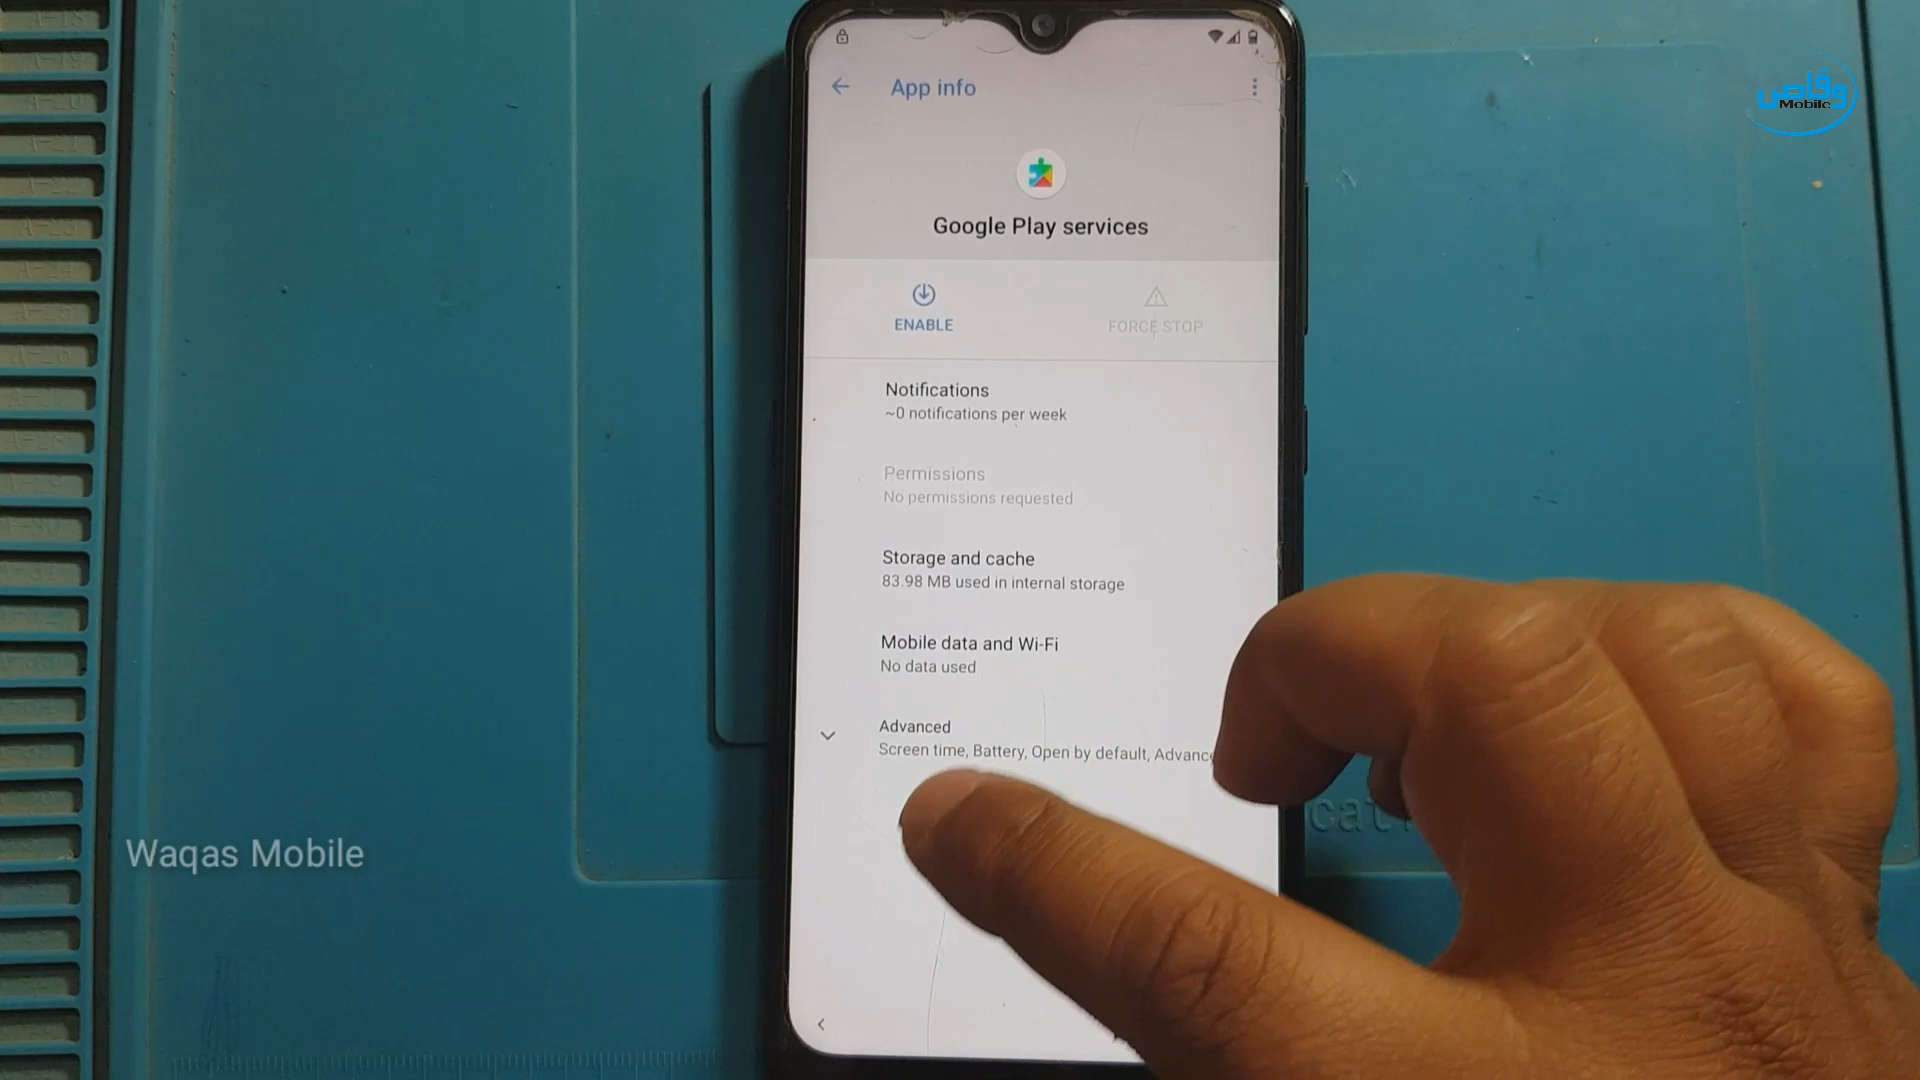 App info
Google Play services
ENABLE
FORCE STOP
Notifications
~0 notifications per week
Permissions
No permissions requested
Storage and cache
83.98 MB used in internal storage
Mobile data and Wi-Fi
No data used
Advanced
Screen time, Battery, Open by default, Advanc
وقاص
Mobile
Waqas Mobile